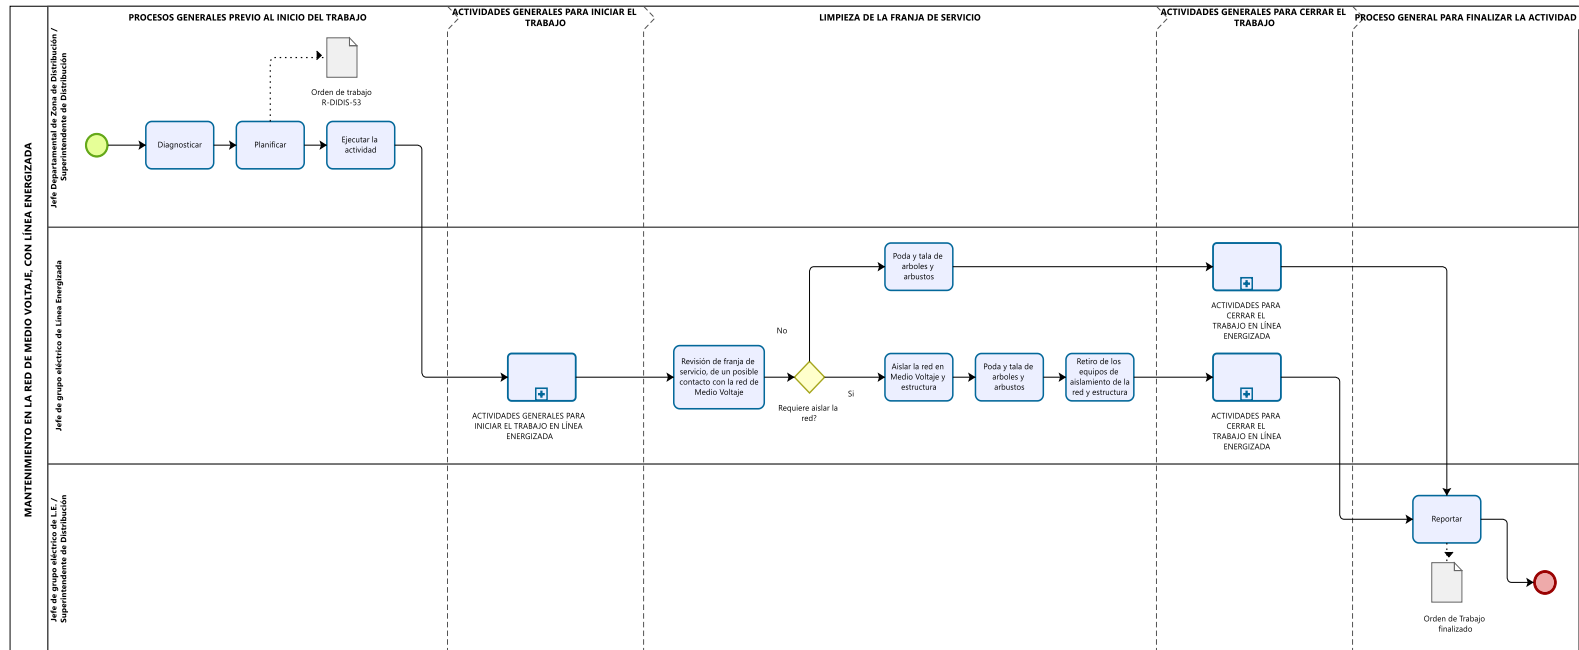 MANTENIMIENTO EN LA RED DE MEDIO VOLTAJE, CON LÍNEA ENERGIZADA
PROCESOS GENERALES PREVIO AL INICIO DEL TRABAJO
ACTIVIDADES GENERALES PARA INICIAR EL
TRABAJO
LIMPIEZA DE LA FRANJA DE SERVICIO
ACTIVIDADES GENERALES PARA CERRAR EL
TRABAJO
PROCESO GENERAL PARA FINALIZAR LA ACTIVIDAD
Jefe Departamental de Zona de Distribución /
Superintendente de Distribución
Orden de trabajo
R-DIDIS-53
Diagnosticar
Planificar
Ejecutar la
actividad
Jefe de grupo eléctrico de Línea Energizada
ACTIVIDADES GENERALES PARA
INICIAR EL TRABAJO EN LÍNEA
ENERGIZADA
Revisión de franja de
servicio, de un posible
contacto con la red de
Medio Voltaje
Requiere aislar la
red?
No
Poda y tala de
arboles y
arbustos
ACTIVIDADES PARA
CERRAR EL
TRABAJO EN LÍNEA
ENERGIZADA
Si
Aislar la red en
Medio Voltaje y
estructura
Poda y tala de
arboles y
arbustos
Retiro de los
equipos de
aislamiento de la
red y estructura
ACTIVIDADES PARA
CERRAR EL
TRABAJO EN LÍNEA
ENERGIZADA
Jefe de grupo eléctrico de L.E. /
Superintendente de Distribución
Reportar
Orden de Trabajo
finalizado